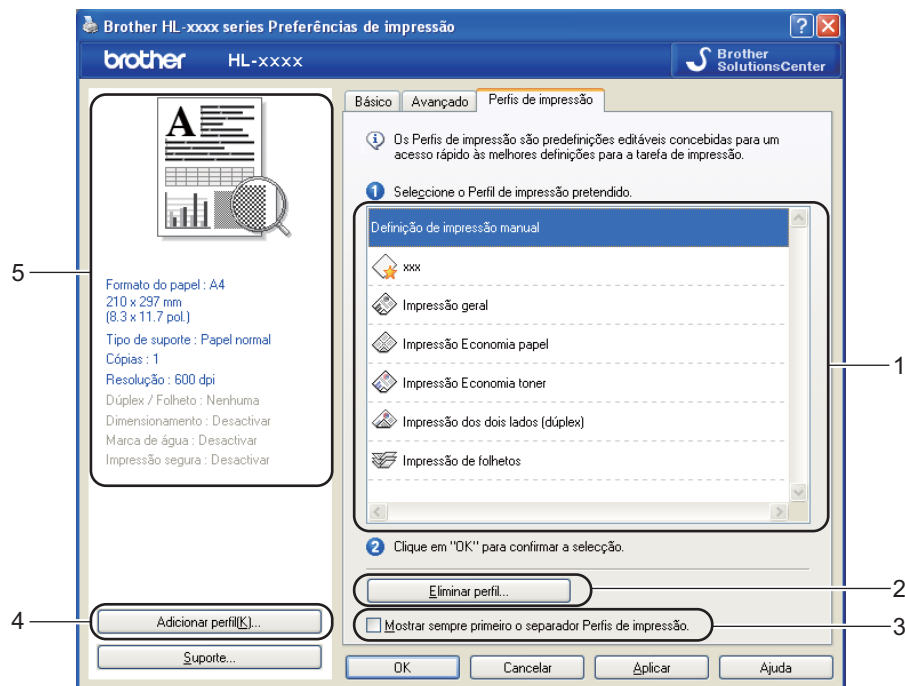 Brother HL-xxxx series Preferências de impressão
brother HL-xxxx
Brother
SolutionsCenter
A
Formato do papel : A4
210 x 297 mm
(8.3 x 11.7 pol.)
Tipo de suporte : Papel normal
Cópias : 1
Resolução : 600 dpi
Dúplex / Folheto : Nenhuma
Dimensionamento : Desactivar
Marca de água : Desactivar
Impressão segura : Desactivar
5
Adicionar perfil(K)...
4
Suporte...
Básico Avançado Perfis de impressão
Os Perfis de impressão são predefinições editáveis concebidas para um
acesso rápido às melhores definições para a tarefa de impressão.
1 Seleccione o Perfil de impressão pretendido.
Definição de impressão manual
xxx
Impressão geral
Impressão Economia papel
Impressão Economia toner
Impressão dos dois lados (dúplex)
Impressão de folhetos
1
2 Clique em "OK" para confirmar a selecção.
Eliminar perfil...
2
Mostrar sempre primeiro o separador Perfis de impressão.
3
OK Cancelar Aplicar Ajuda